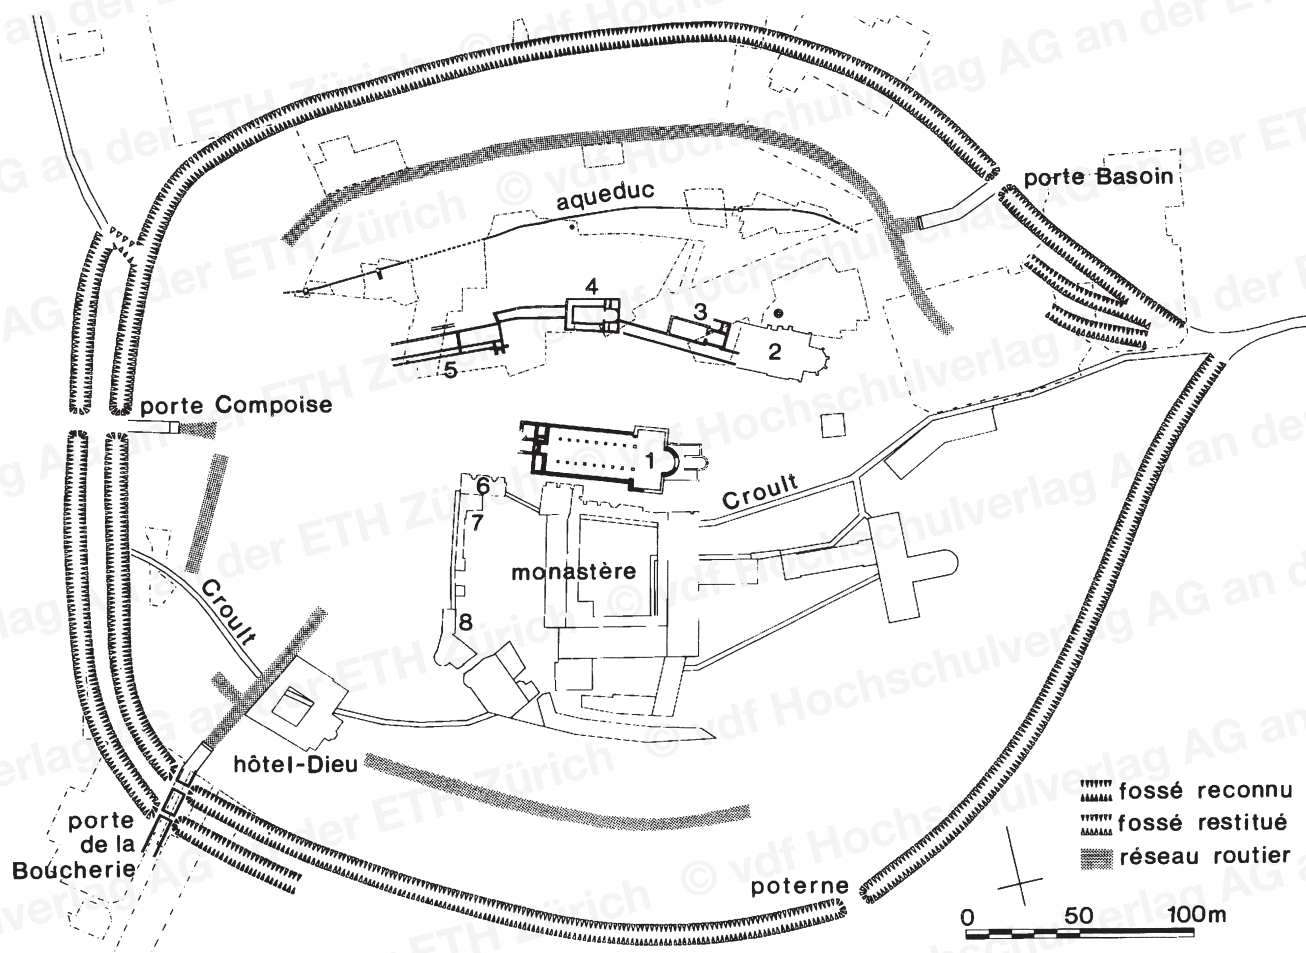 © vdf Hochschulverlag AG an der ETH Zürich
porte Basoin
aqueduc
4
3
2
5
porte Compoise
1
6
7
Croult
monastère
Croult
8
hôtel-Dieu
porte
de la
Boucherie
poterne
fossé reconnu
fossé restitué
réseau routier
0 50 100m